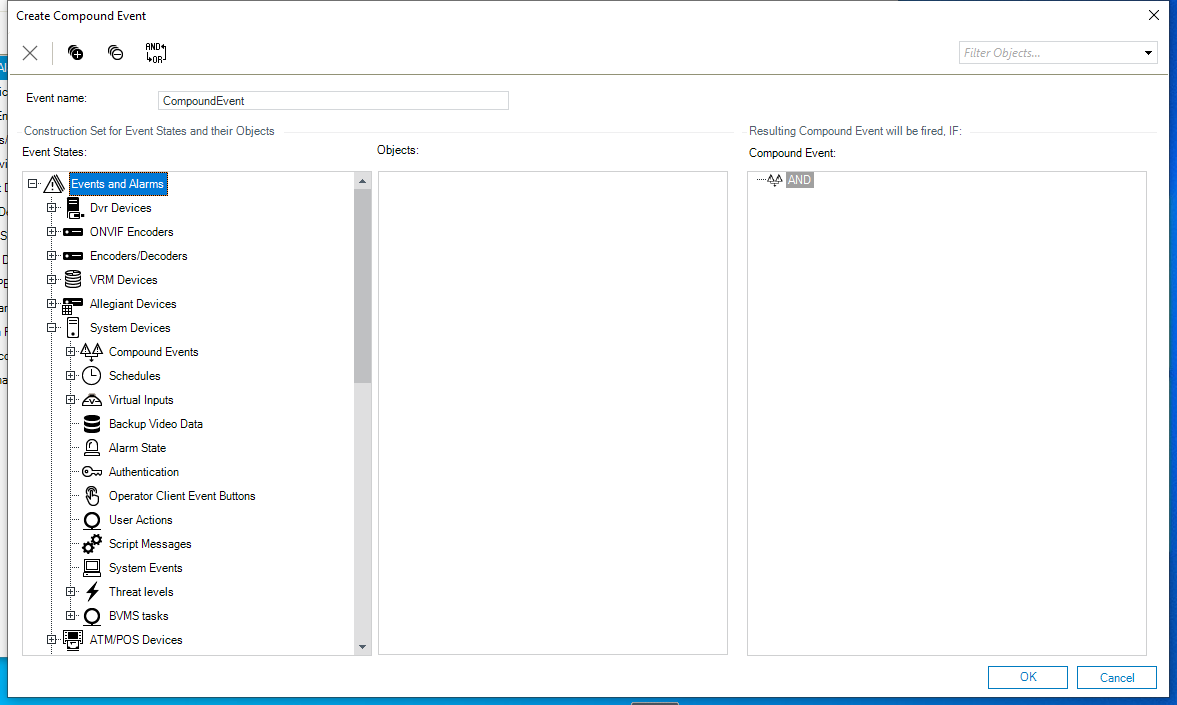 Create Compound Event
AND
OR
Filter Objects...
Event name:
CompoundEvent
Construction Set for Event States and their Objects
Resulting Compound Event will be fired, IF:
Event States:
Objects:
Compound Event:
Events and Alarms
AND
Dvr Devices
ONVIF Encoders
Encoders/Decoders
VRM Devices
Allegiant Devices
System Devices
Compound Events
Schedules
Virtual Inputs
Backup Video Data
Alarm State
Authentication
Operator Client Event Buttons
User Actions
Script Messages
System Events
Threat levels
BVMS tasks
ATM/POS Devices
OK
Cancel